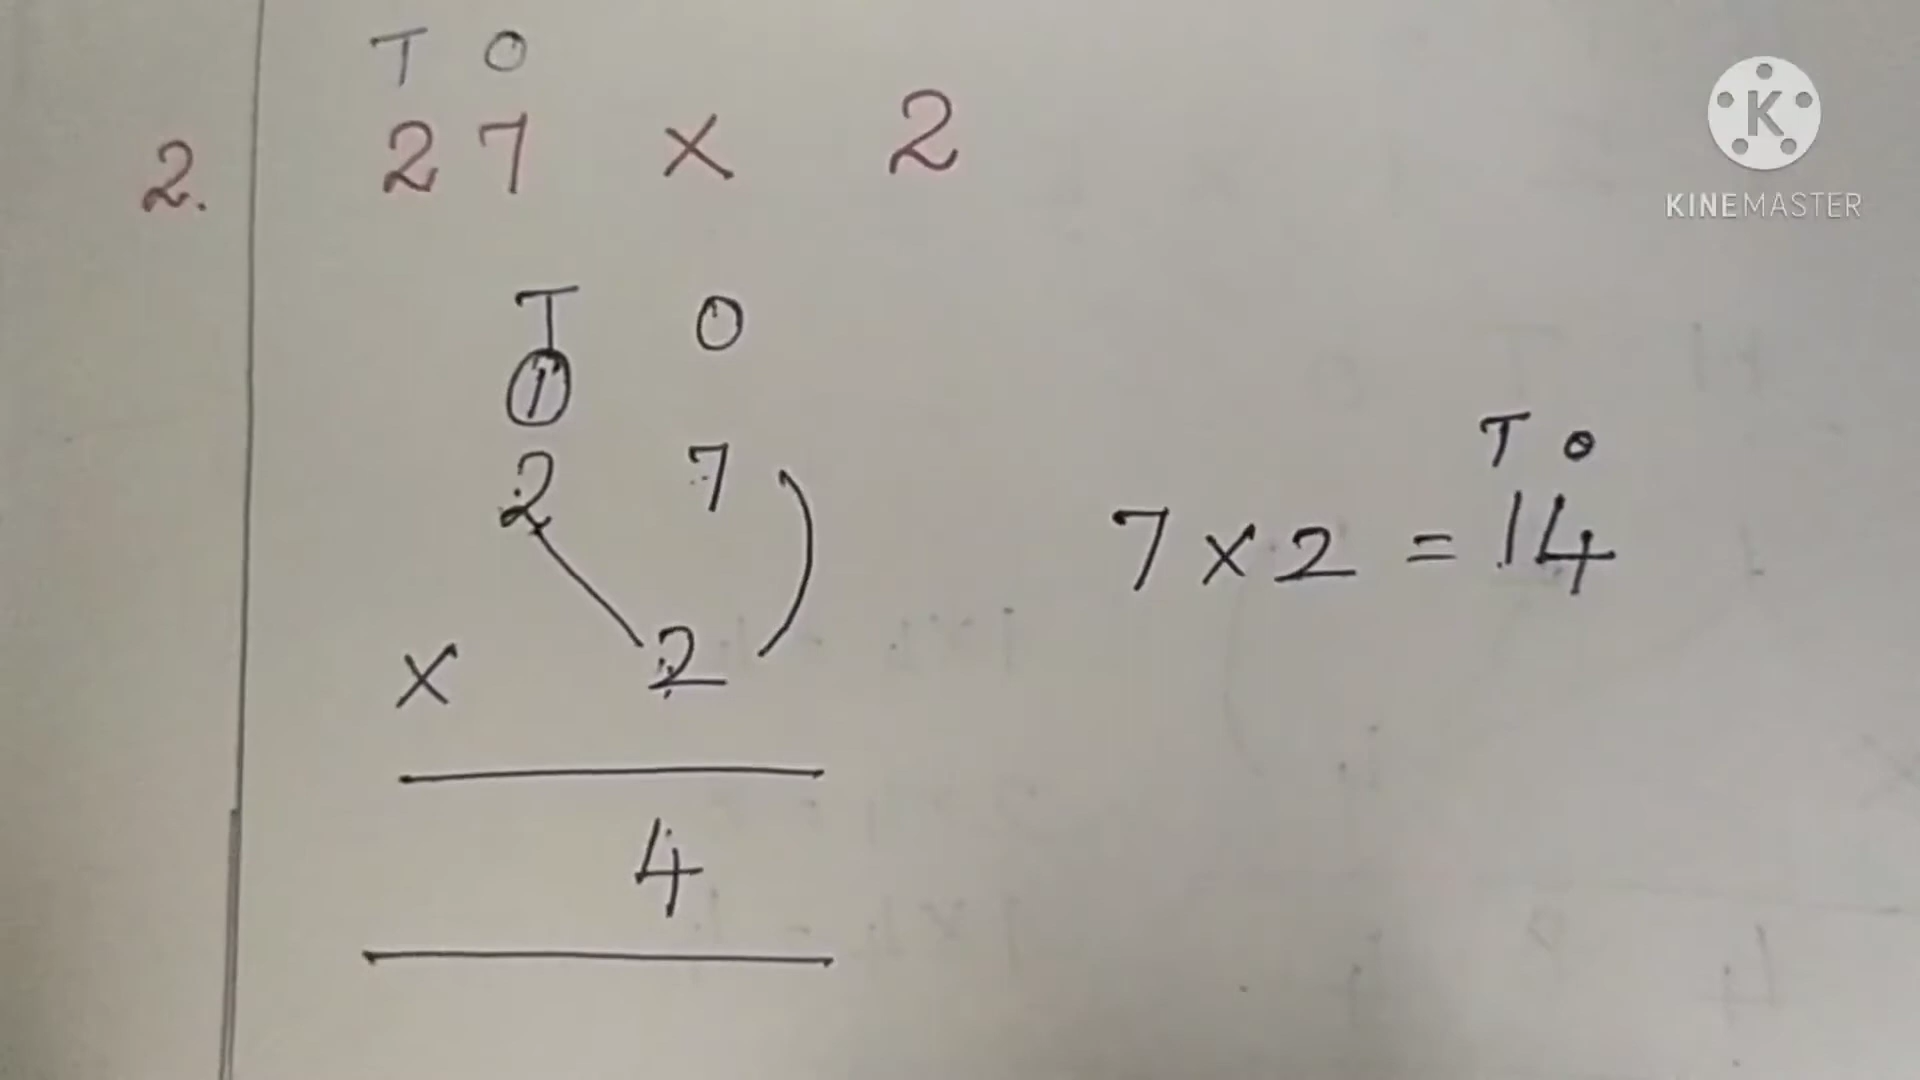 T O
2. 27 × 2
K
KINEMASTER
T O
1
2 7
T O
7 × 2 = 14
× 2
4